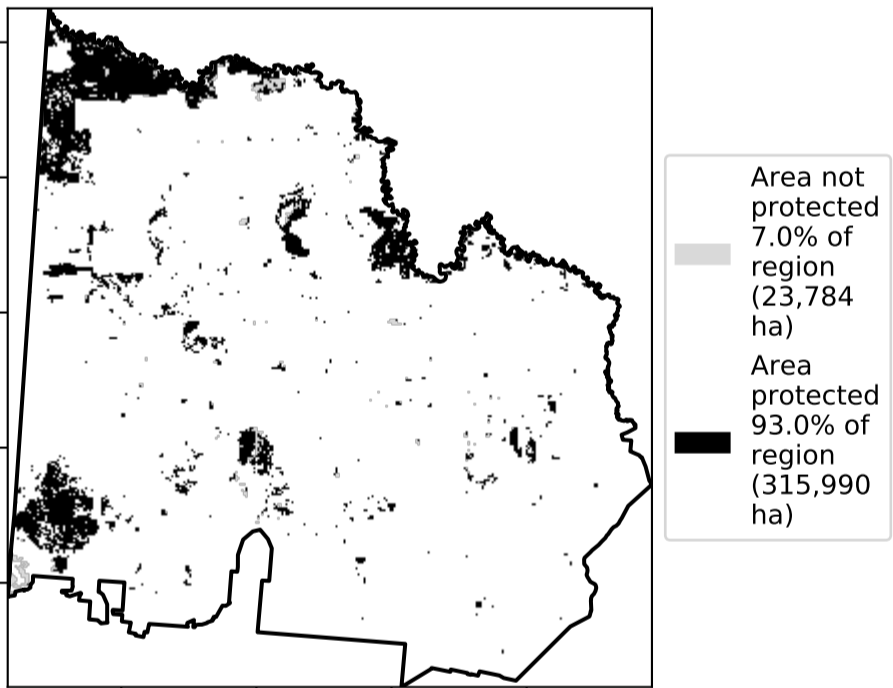 Area not
protected
7.0% of
region
(23,784
ha)
Area
protected
93.0% of
region
(315,990
ha)